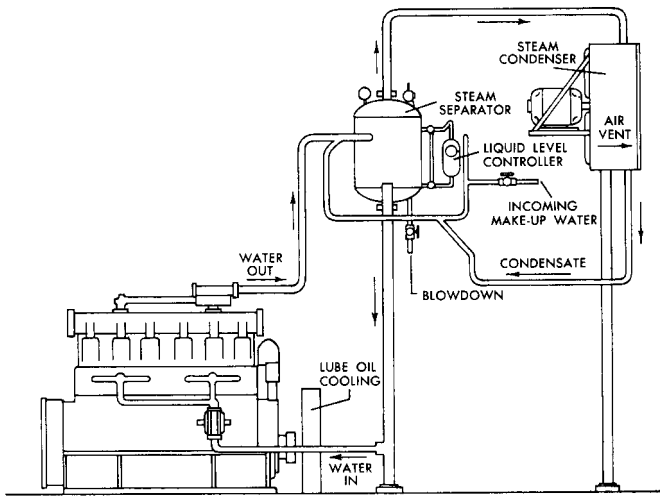 STEAM
CONDENSER
STEAM
SEPARATOR
AIR
VENT
LIQUID LEVEL
CONTROLLER
INCOMING
MAKE-UP WATER
WATER
OUT
CONDENSATE
BLOWDOWN
LUBE OIL
COOLING
WATER
IN